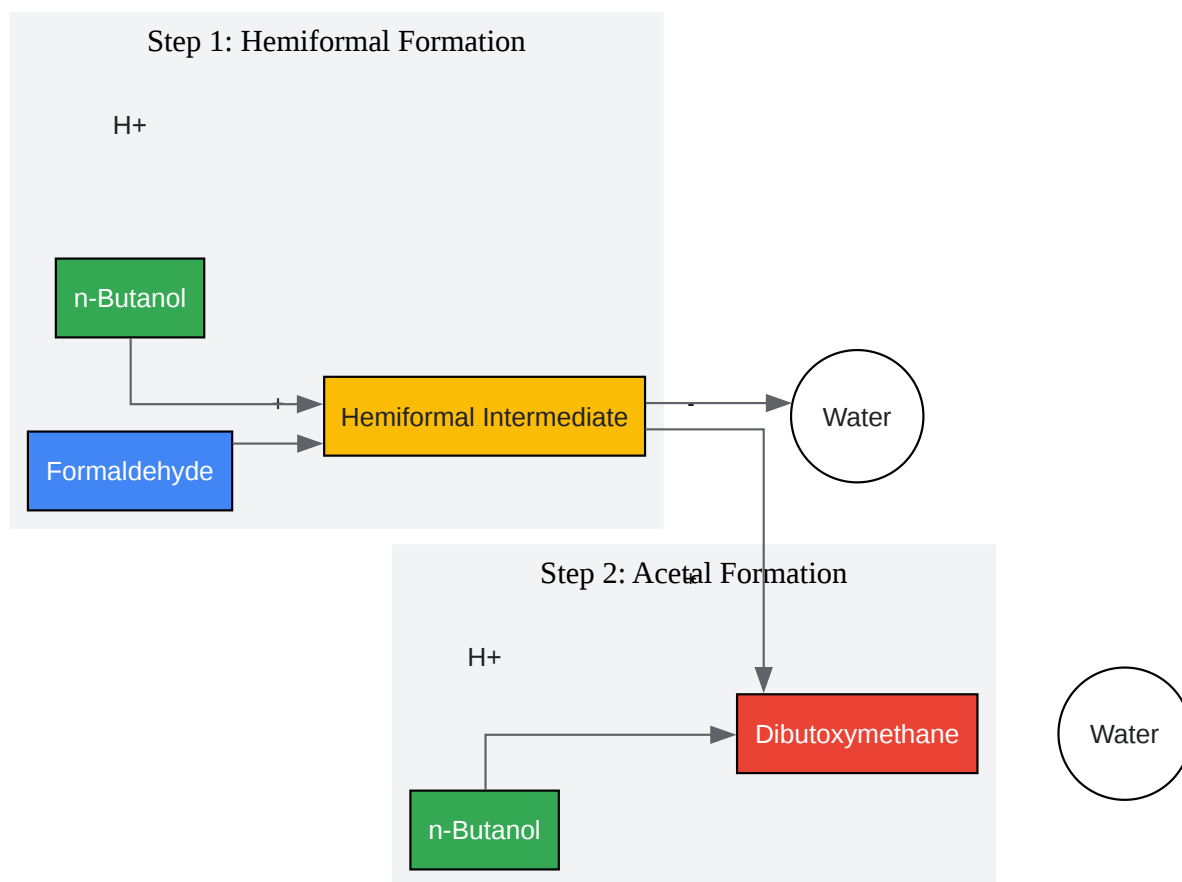 Step 1: Hemiformal Formation
H+
n-Butanol
+
Hemiformal Intermediate
-
Water
Formaldehyde
Step 2: Acetal Formation
+
H+
Dibutoxymethane
Water
n-Butanol